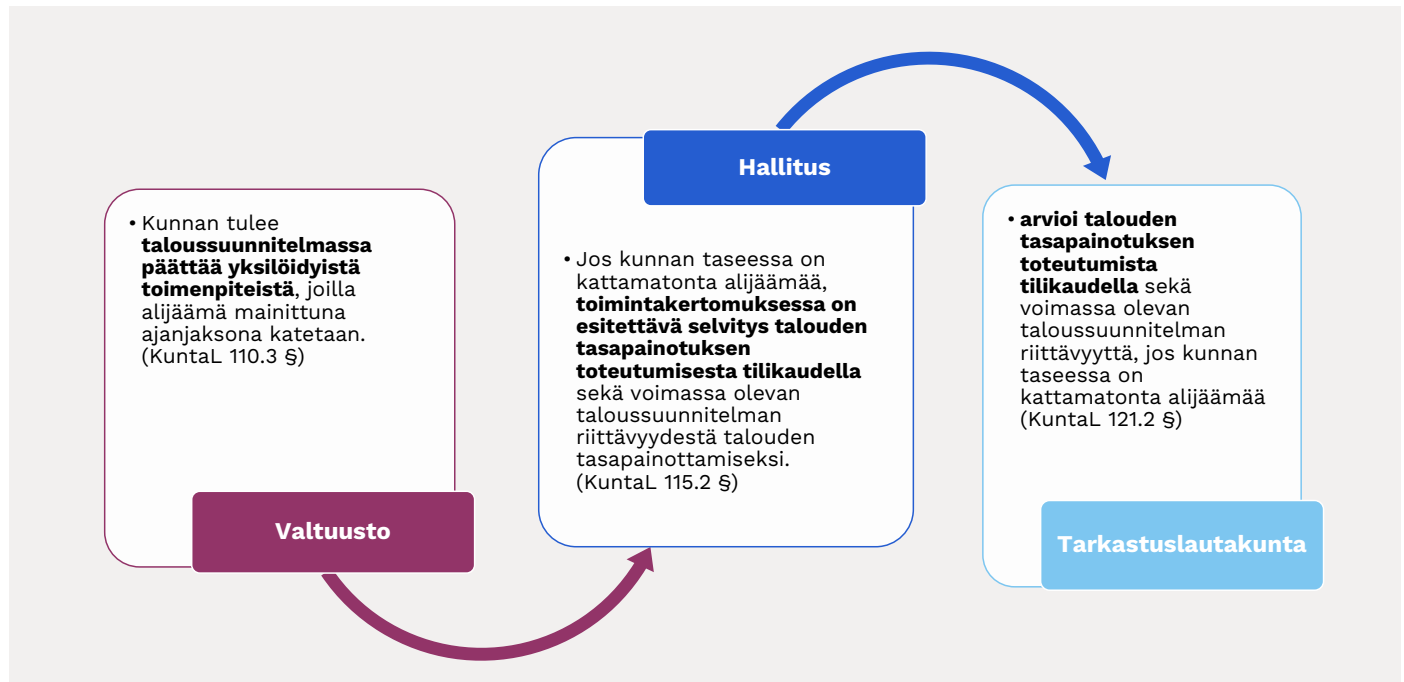 • Kunnan tulee
taloussuunnitelmassa
päättää yksilöidyistä
toimenpiteistä, joilla
alijäämä mainittuna
ajanjaksona katetaan.
(KuntaL 110.3 §)
Valtuusto
Hallitus
• Jos kunnan taseessa on
kattamatonta alijäämää,
toimintakertomuksessa on
esitettävä selvitys talouden
tasapainotuksen
toteutumisesta tilikaudella
sekä voimassa olevan
taloussuunnitelman
riittävyydestä talouden
tasapainottamiseksi.
(KuntaL 115.2 §)
• arvioi talouden
tasapainotuksen
toteutumista
tilikaudella sekä
voimassa olevan
taloussuunnitelman
riittävyyttä, jos kunnan
taseessa on
kattamatonta alijäämää
(KuntaL 121.2 §)
Tarkastuslautakunta